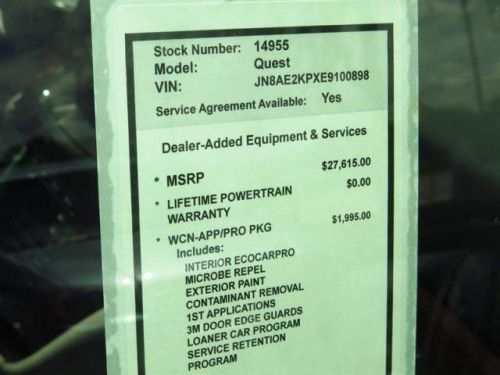 Stock Number: 14955
Model: Quest
VIN: JN8AE2KPXE9100898
Service Agreement Available: Yes
Dealer-Added Equipment & Services
* MSRP $27,615.00
* LIFETIME POWERTRAIN $0.00
WARRANTY
* WCN-APP/PRO PKG $1,995.00
Includes:
INTERIOR ECOCARPRO
MICROBE REPEL
EXTERIOR PAINT
CONTAMINANT REMOVAL
1ST APPLICATIONS
3M DOOR EDGE GUARDS
LOANER CAR PROGRAM
SERVICE RETENTION
PROGRAM